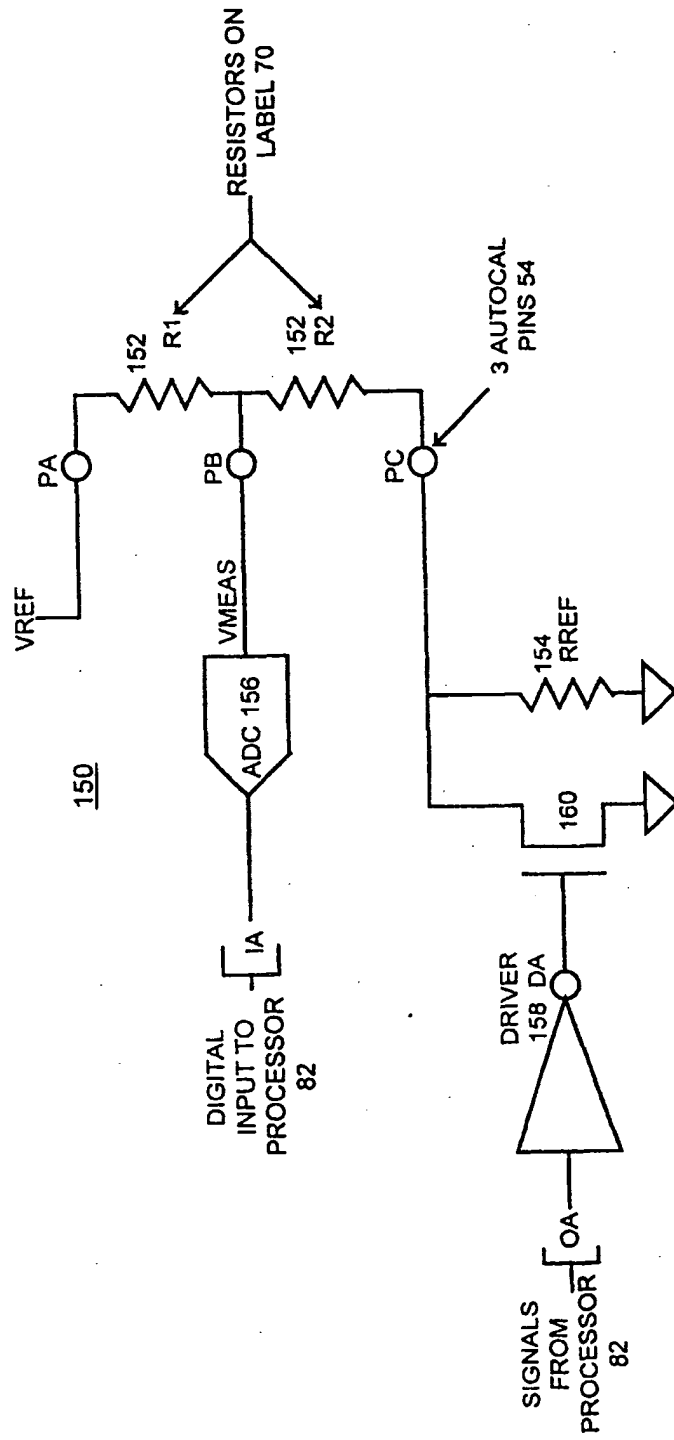 150
VREF
PA
152
R1
RESISTORS ON
LABEL 70
152
R2
PB
VMEAS
ADC 156
IA
DIGITAL
INPUT TO
PROCESSOR
82
PC
3 AUTOCAL
PINS 54
154
RREF
160
DRIVER
158 DA
OA
SIGNALS
FROM
PROCESSOR
82